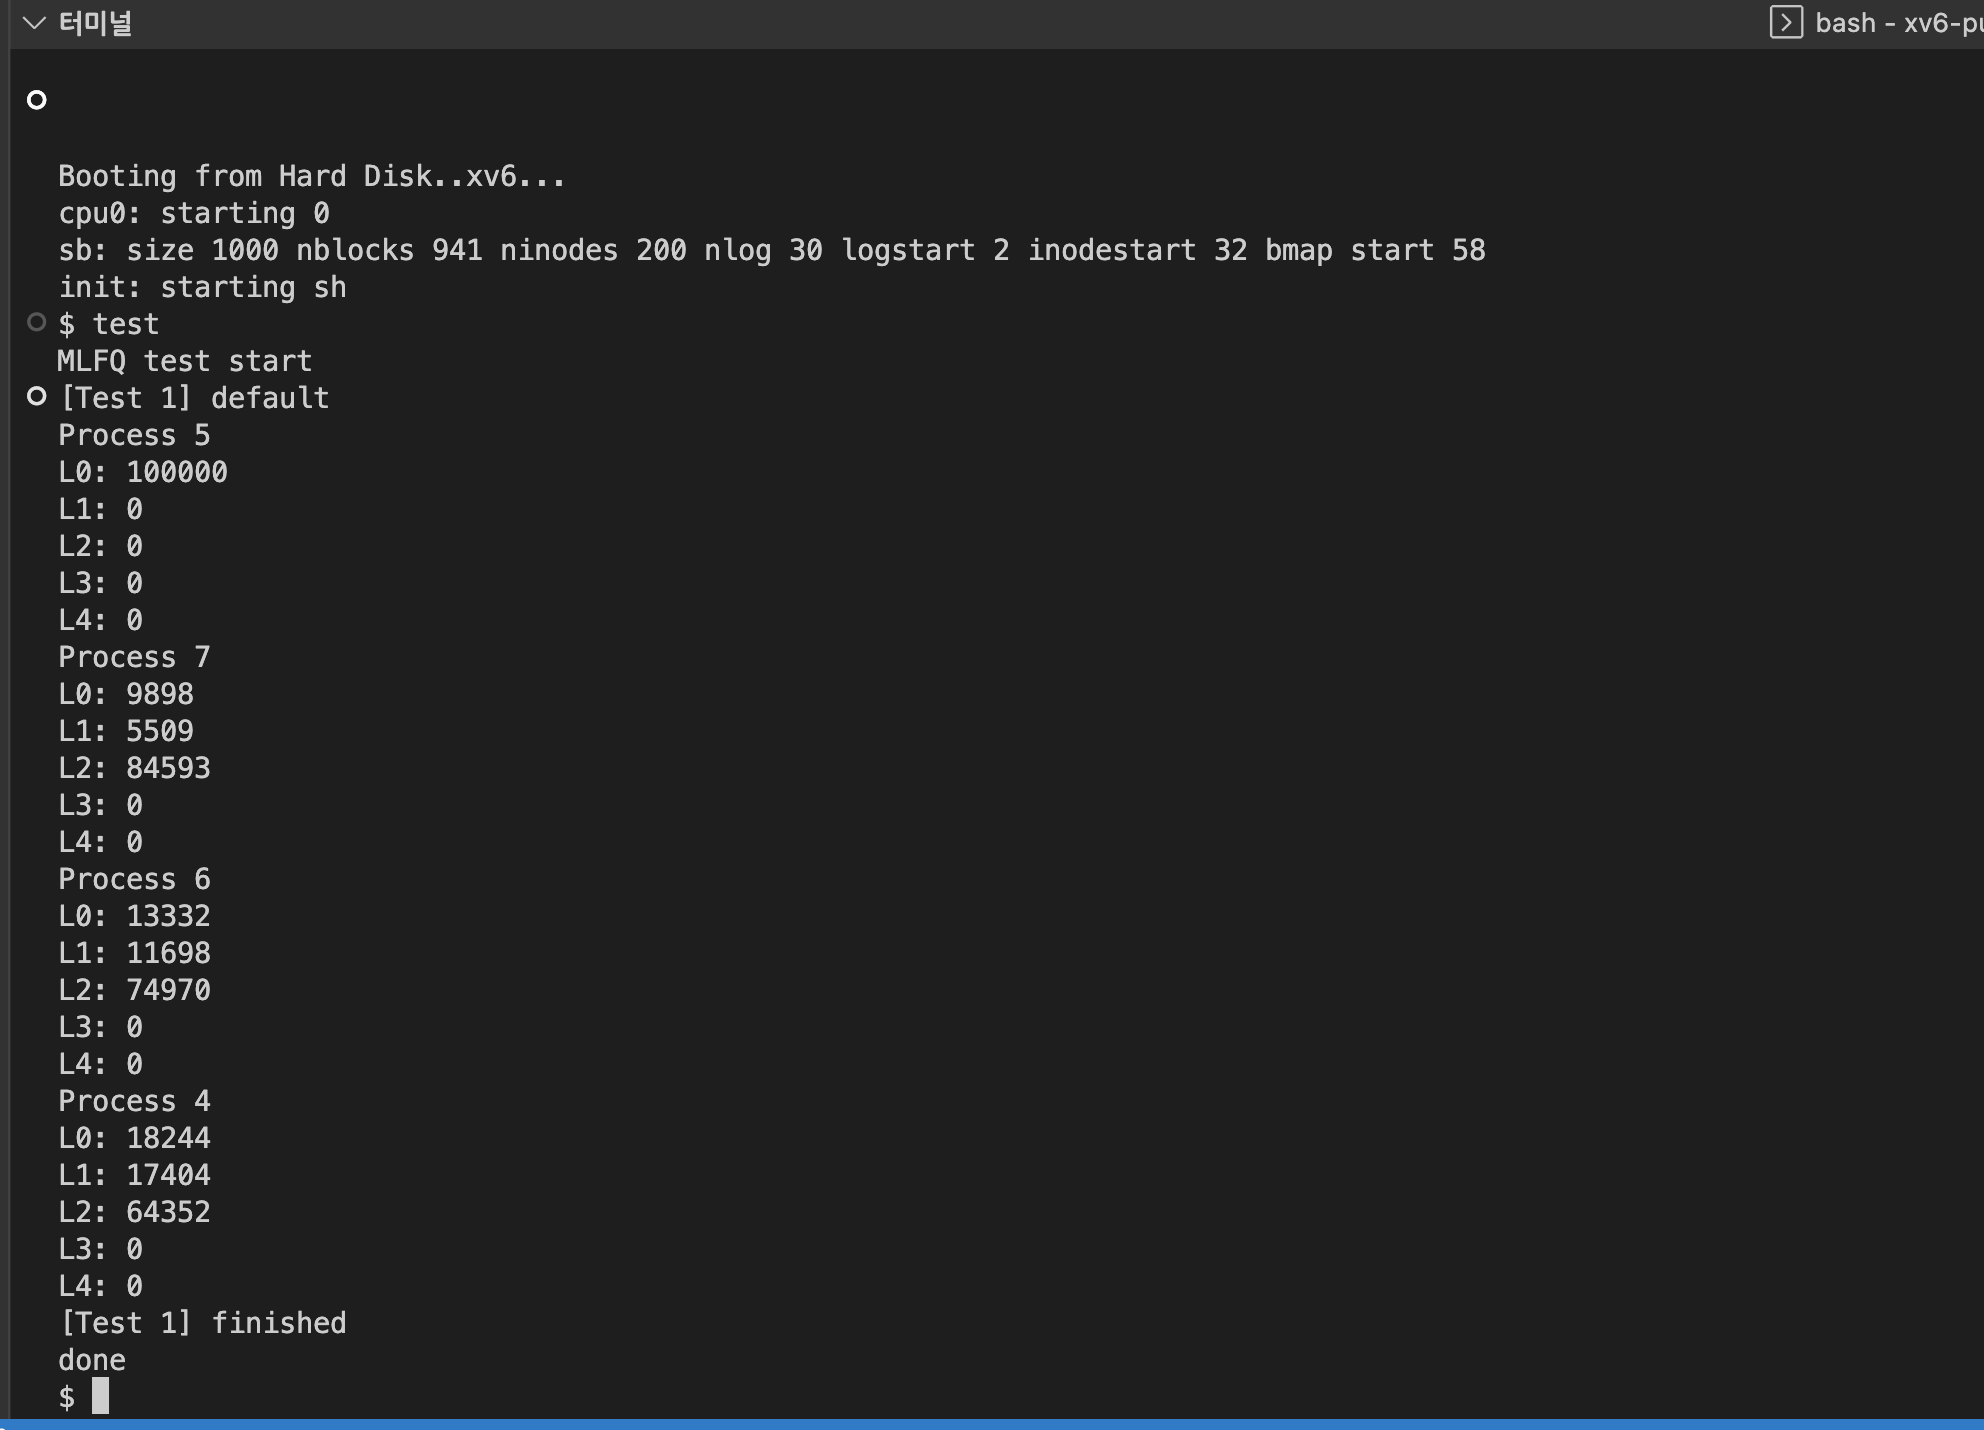 터미널
bash - xv6-pu
Booting from Hard Disk..xv6...
cpu0: starting 0
sb: size 1000 nblocks 941 ninodes 200 nlog 30 logstart 2 inodestart 32 bmap start 58
init: starting sh
$ test
MLFQ test start
[Test 1] default
Process 5
L0: 100000
L1: 0
L2: 0
L3: 0
L4: 0
Process 7
L0: 9898
L1: 5509
L2: 84593
L3: 0
L4: 0
Process 6
L0: 13332
L1: 11698
L2: 74970
L3: 0
L4: 0
Process 4
L0: 18244
L1: 17404
L2: 64352
L3: 0
L4: 0
[Test 1] finished
done
$